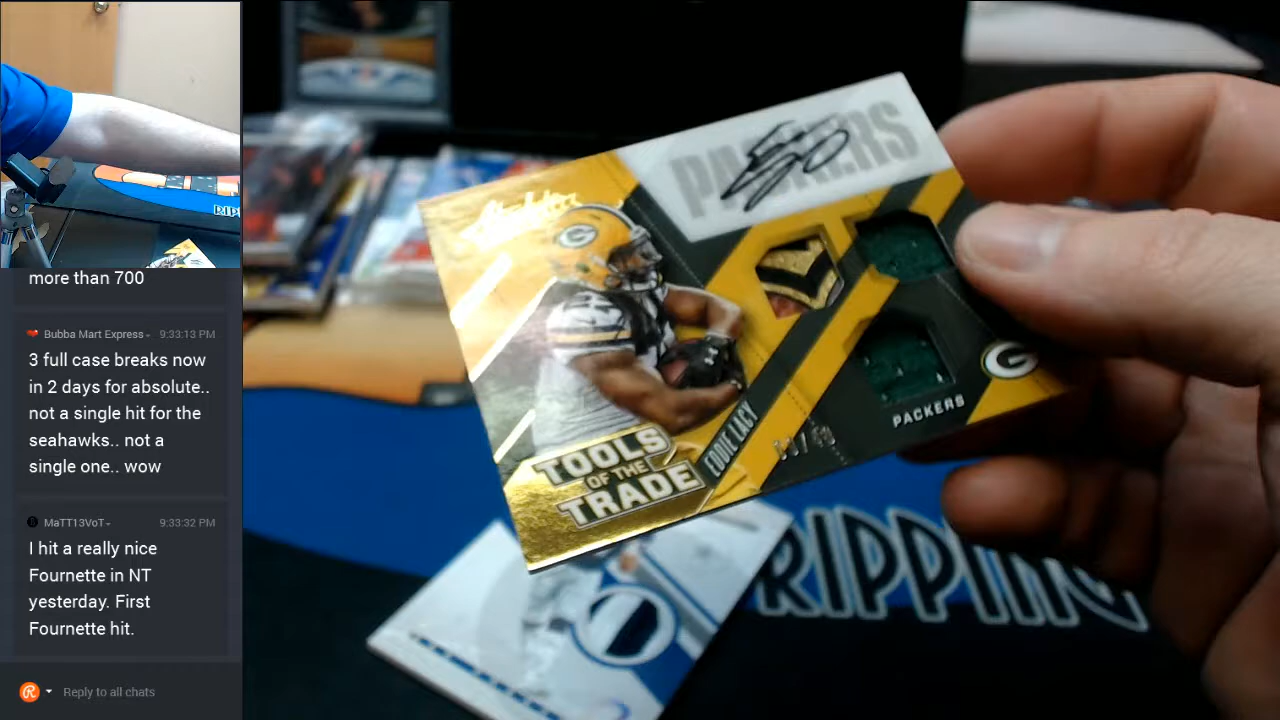 more than 700
Bubba Mart Express 9:33:13 PM
3 full case breaks now
in 2 days for absolute..
not a single hit for the
seahawks.. not a
single one.. wow
MaTT13VoT 9:33:32 PM
I hit a really nice
Fournette in NT
yesterday. First
Fournette hit.
Reply to all chats
PACKERS
Absolute
G
TOOLS
OF THE
TRADE
EDDIE LACY
PACKERS
G
RIPPING